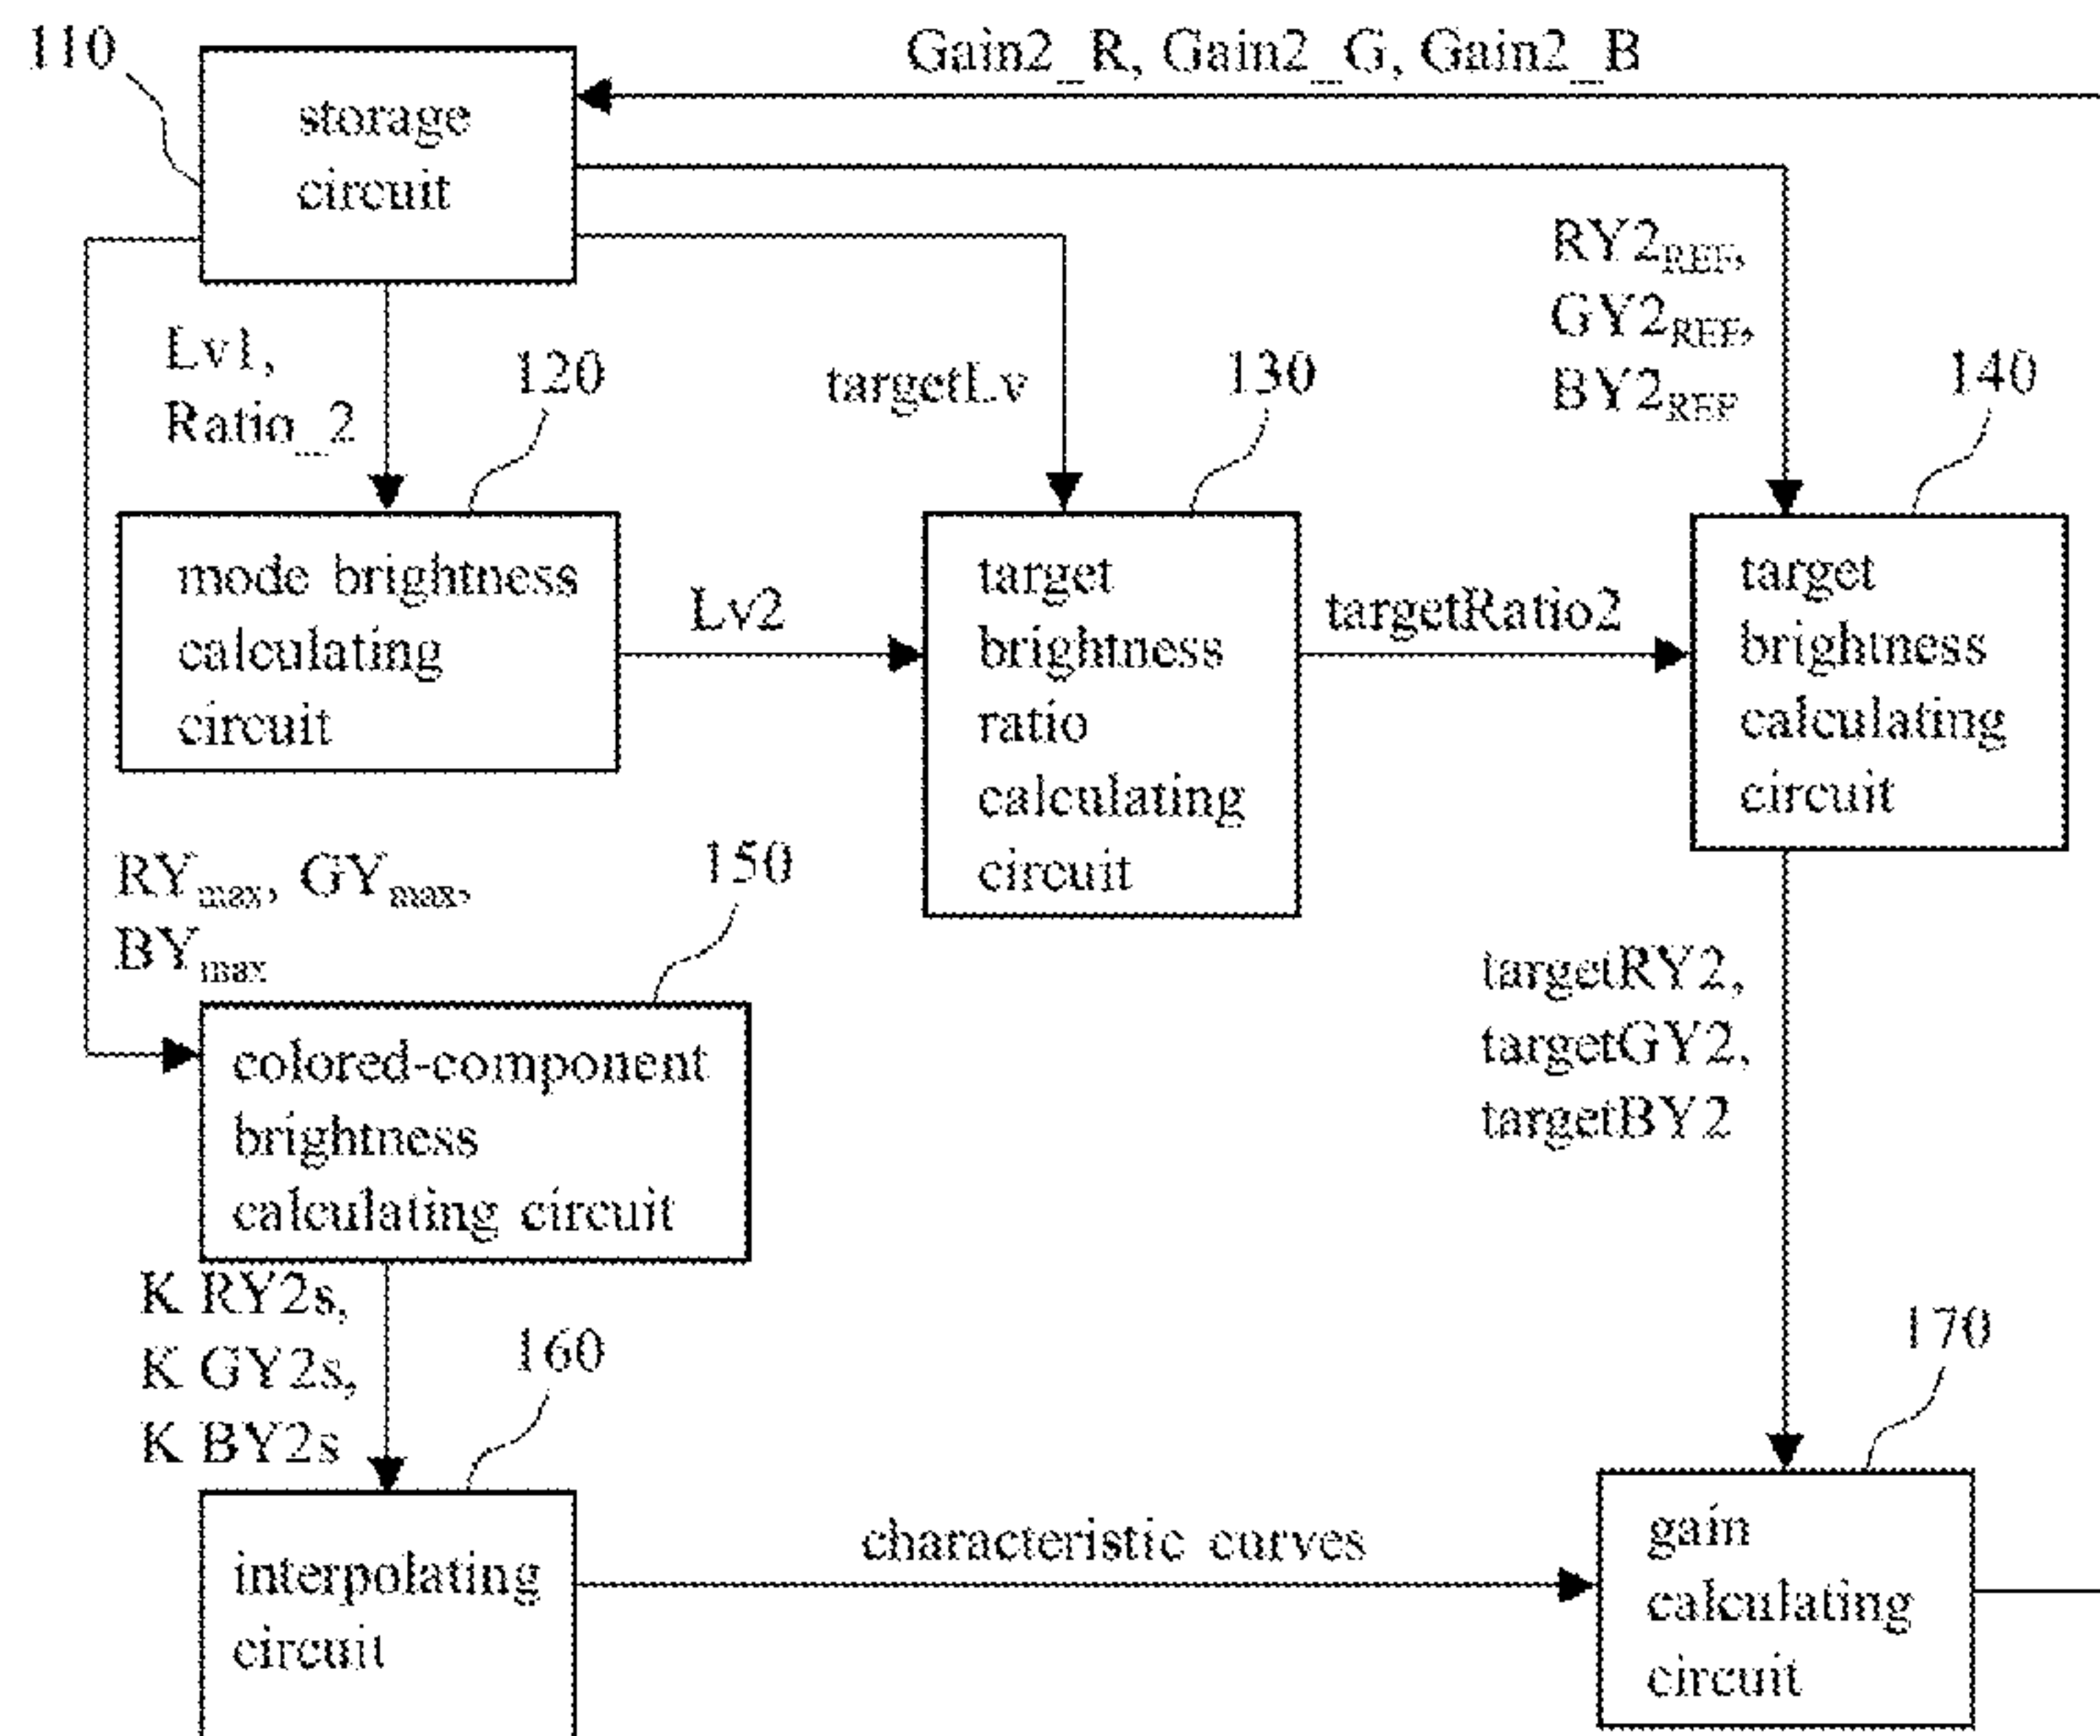 110
storage
circuit
Gain2_R, Gain2_G, Gain2_B
Lv1,
Ratio_2
120
targetLv
130
RY2REF,
GY2REF,
BY2REF
140
mode brightness
calculating
circuit
Lv2
target
brightness
ratio
calculating
circuit
targetRatio2
target
brightness
calculating
circuit
RYmax, GYmax,
BYmax
150
colored-component
brightness
calculating circuit
targetRY2,
targetGY2,
targetBY2
K RY2s,
K GY2s,
K BY2s
160
170
interpolating
circuit
characteristic curves
gain
calculating
circuit